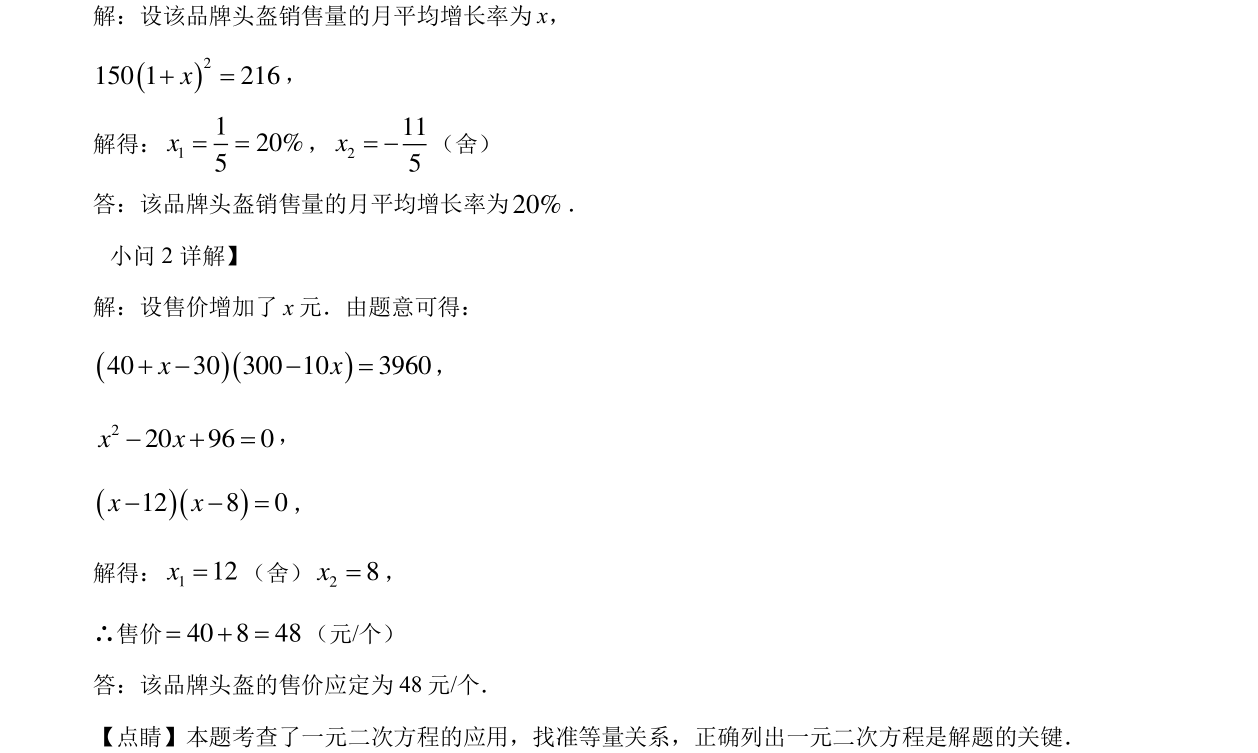 解：设该品牌头盔销售量的月平均增长率为 x，
150(1+x)²=216，
解得：x₁=1/5=20%，x₂=−11/5（舍）
答：该品牌头盔销售量的月平均增长率为20%．
小问 2 详解】
解：设售价增加了 x 元．由题意可得：
(40+x−30)(300−10x)=3960，
x²−20x+96=0，
(x−12)(x−8)=0，
解得：x₁=12（舍）x₂=8，
∴售价=40+8=48（元/个）
答：该品牌头盔的售价应定为 48 元/个．
【点睛】本题考查了一元二次方程的应用，找准等量关系，正确列出一元二次方程是解题的关键．